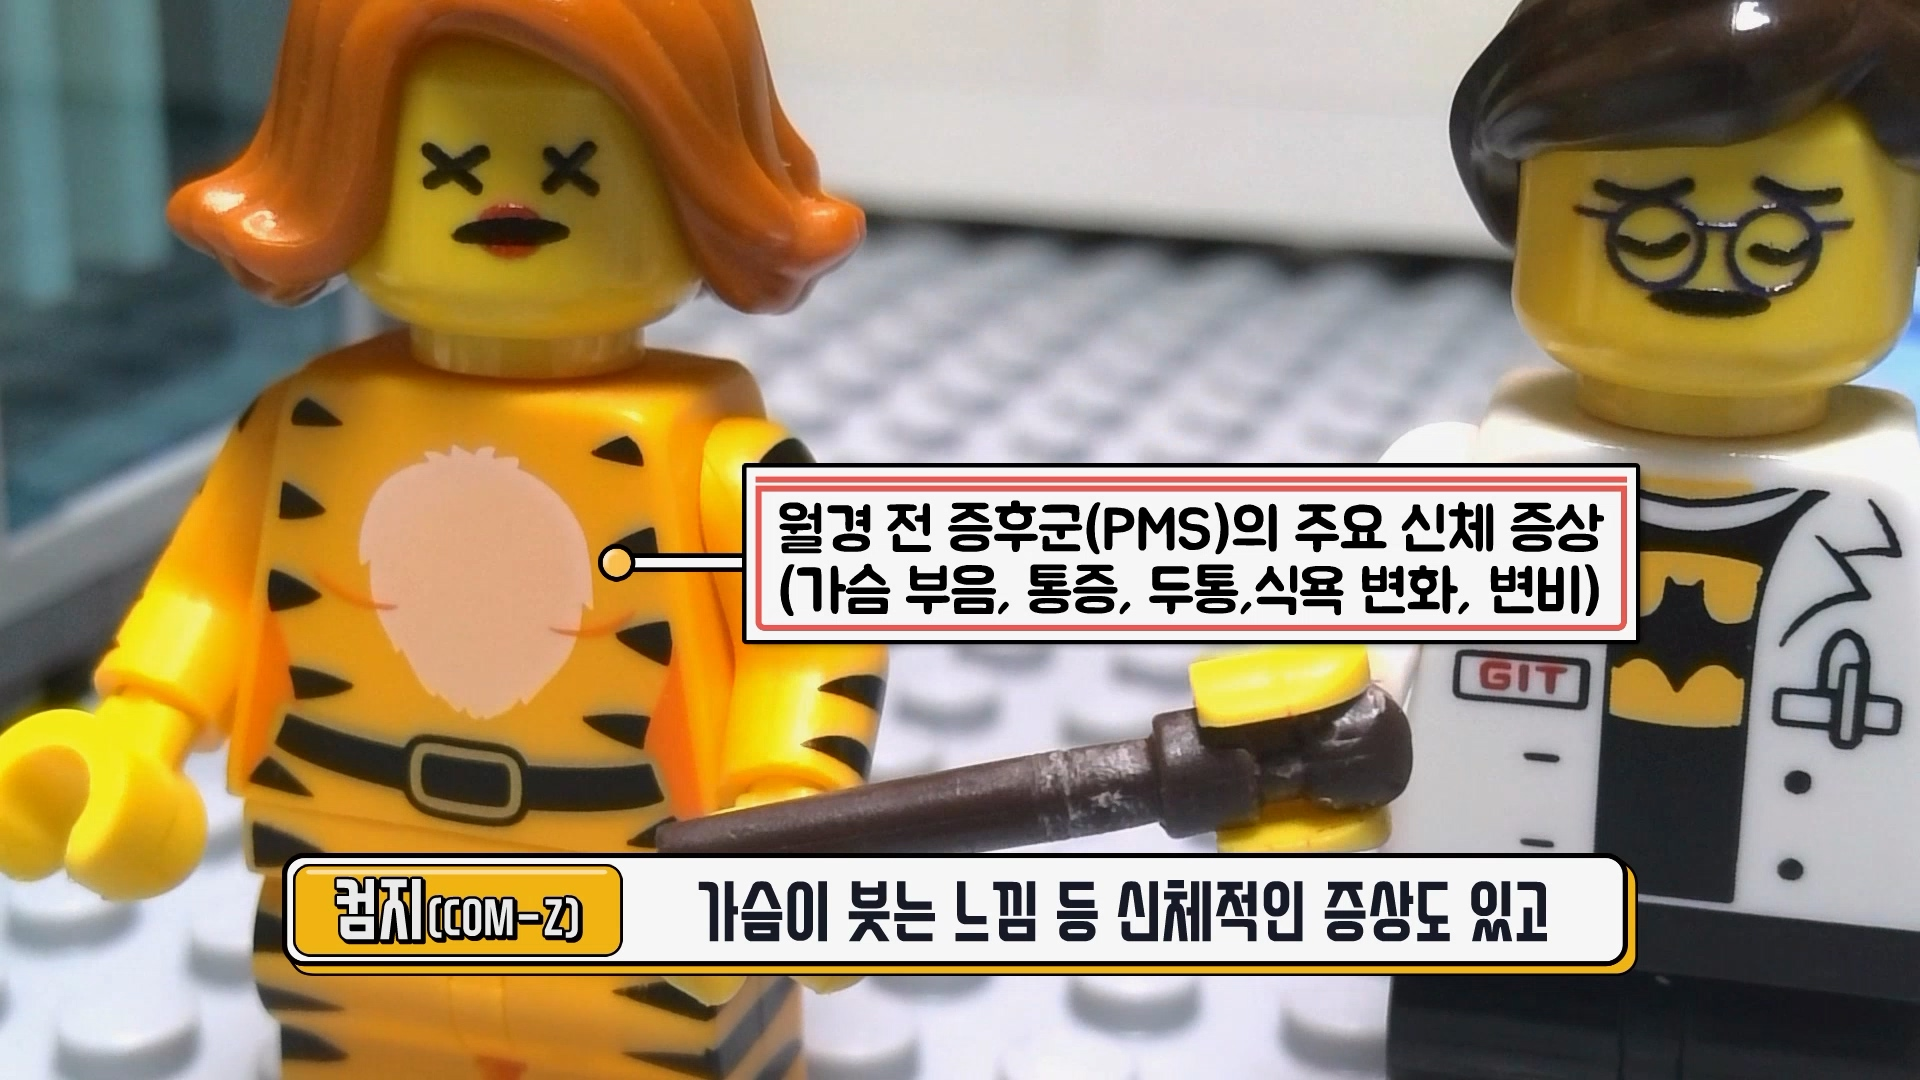 월경 전 증후군(PMS)의 주요 신체 증상
(가슴 부음, 통증, 두통,식욕 변화, 변비)
GIT
컴지(COM-Z) 가슴이 붓는 느낌 등 신체적인 증상도 있고